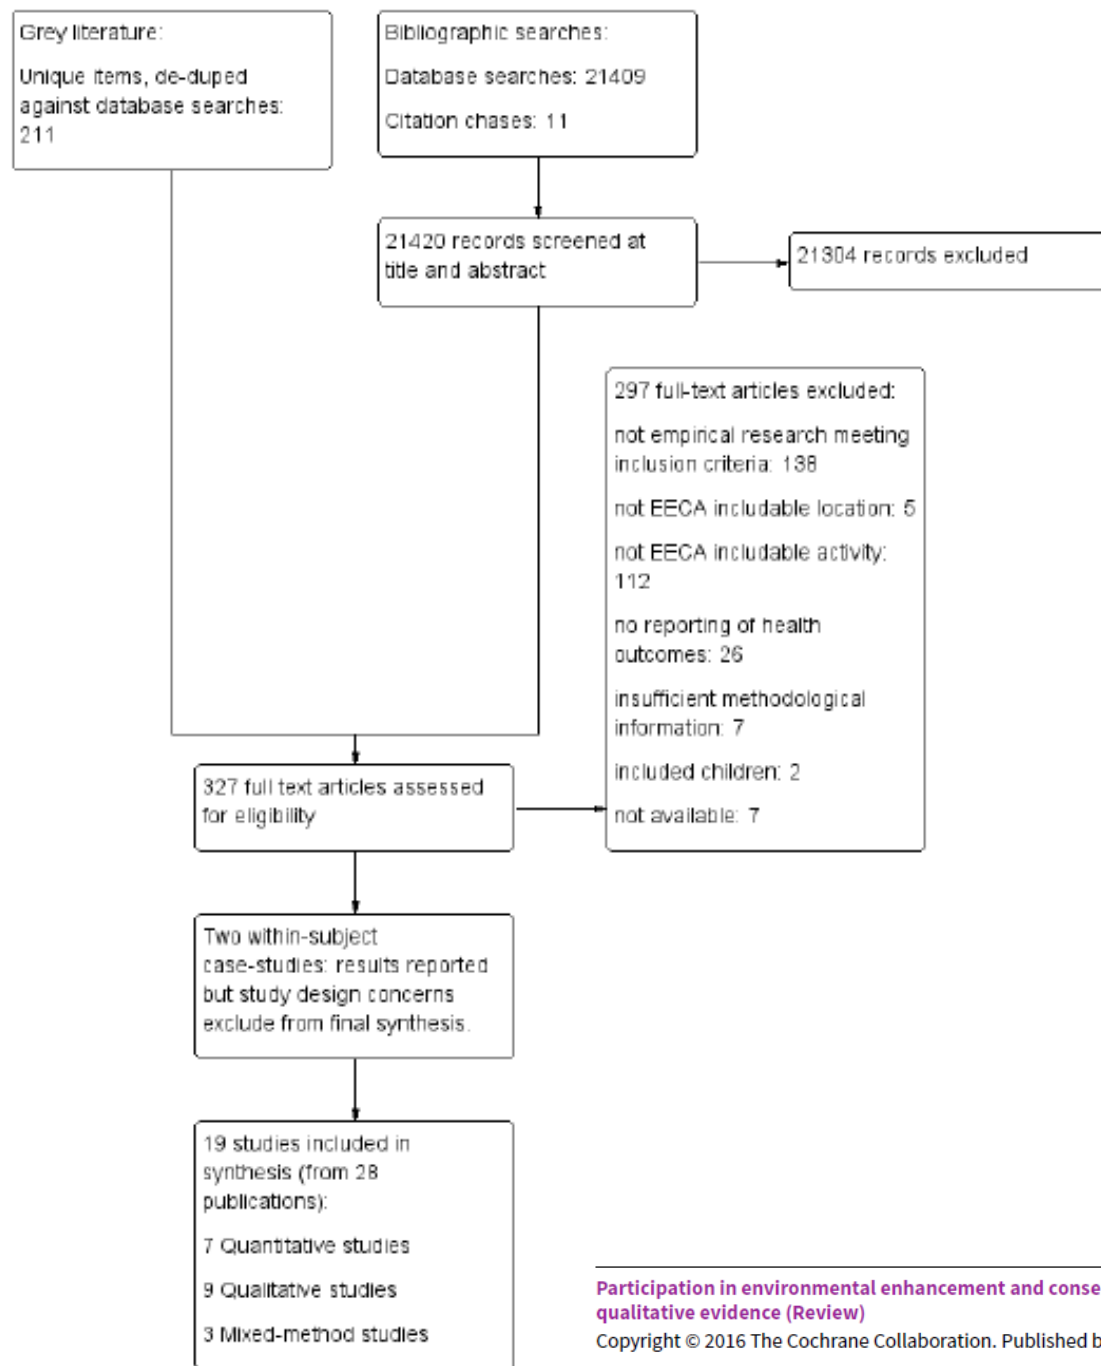 Grey literature:
Unique items, de-duped
against database searches:
211
Bibliographic searches:
Database searches: 21409
Citation chases: 11
21420 records screened at
title and abstract
21304 records excluded
297 full-text articles excluded:
not empirical research meeting
inclusion criteria: 138
not EECA includable location: 5
not EECA includable activity:
112
no reporting of health
outcomes: 26
insufficient methodological
information: 7
included children: 2
not available: 7
327 full text articles assessed
for eligibility
Two within-subject
case-studies: results reported
but study design concerns
exclude from final synthesis.
19 studies included in
synthesis (from 28
publications):
7 Quantitative studies
9 Qualitative studies
3 Mixed-method studies
Participation in environmental enhancement and conse
qualitative evidence (Review)
Copyright © 2016 The Cochrane Collaboration. Published b